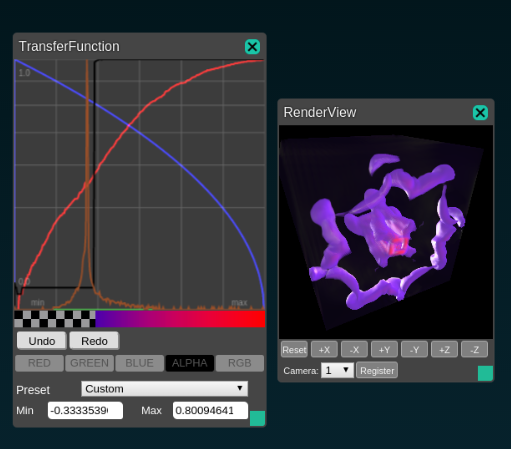 TransferFunction
1.0
0.0
min max
Undo Redo
RED GREEN BLUE ALPHA RGB
Preset Custom
Min -0.3333539 Max 0.80094641
RenderView
Reset +X -X +Y -Y +Z -Z
Camera: 1 Register